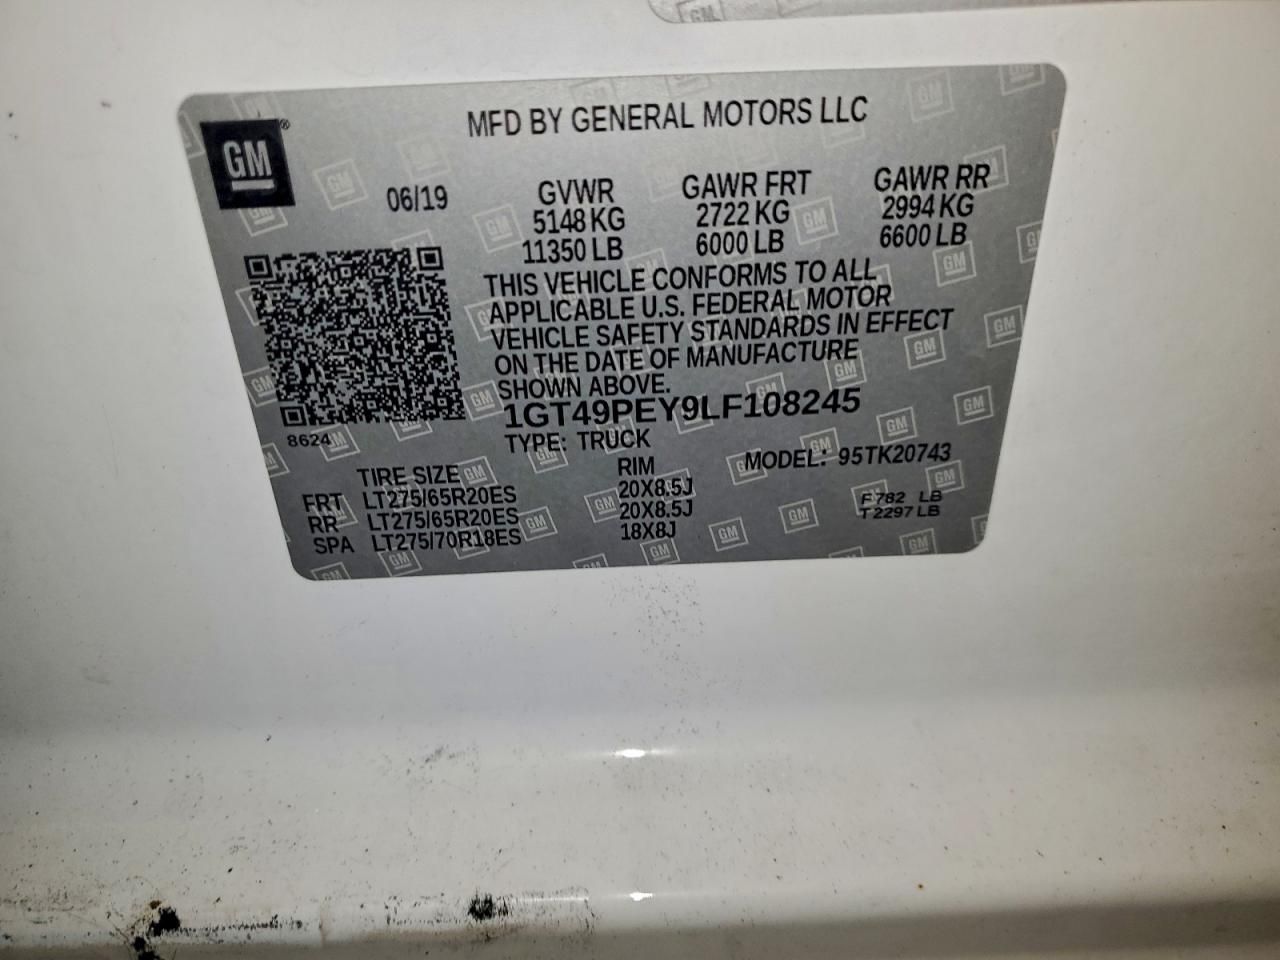 GM
MFD BY GENERAL MOTORS LLC
GM®
06/19
GVWR
5148 KG
11350 LB
GAWR FRT
2722 KG
6000 LB
GAWR RR
2994 KG
6600 LB
THIS VEHICLE CONFORMS TO ALL
APPLICABLE U.S. FEDERAL MOTOR
VEHICLE SAFETY STANDARDS IN EFFECT
ON THE DATE OF MANUFACTURE
SHOWN ABOVE.
1GT49PEY9LF108245
8624
TYPE: TRUCK
MODEL: 95TK20743
TIRE SIZE RIM
FRT LT275/65R20ES 20X8.5J
RR LT275/65R20ES 20X8.5J
SPA LT275/70R18ES 18X8J
F 782 LB
T 2297 LB